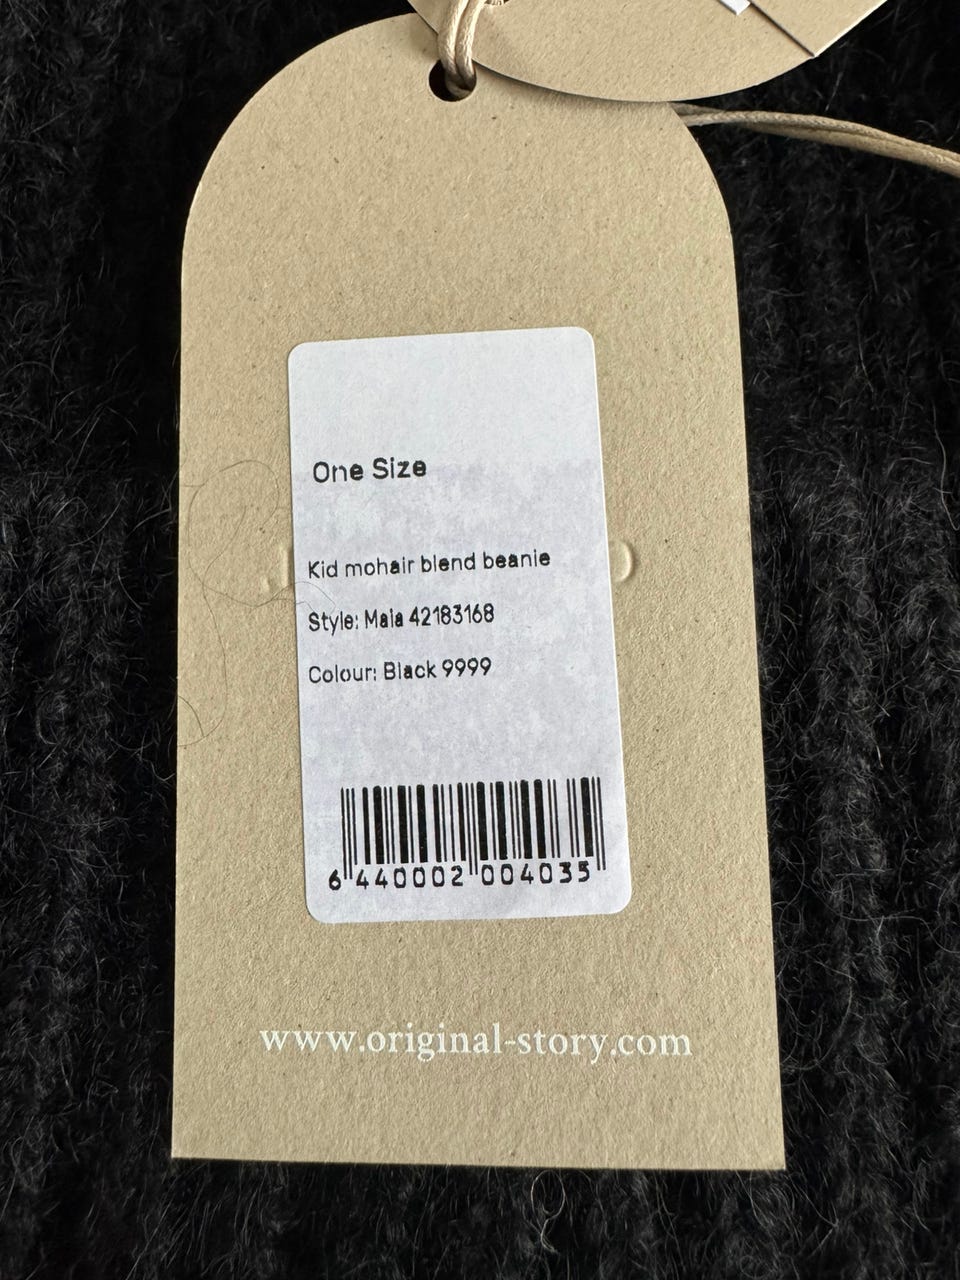 One Size
Kid mohair blend beanie
Style: Maia 42183168
Colour: Black 9999
6 440002 004035
www.original-story.com